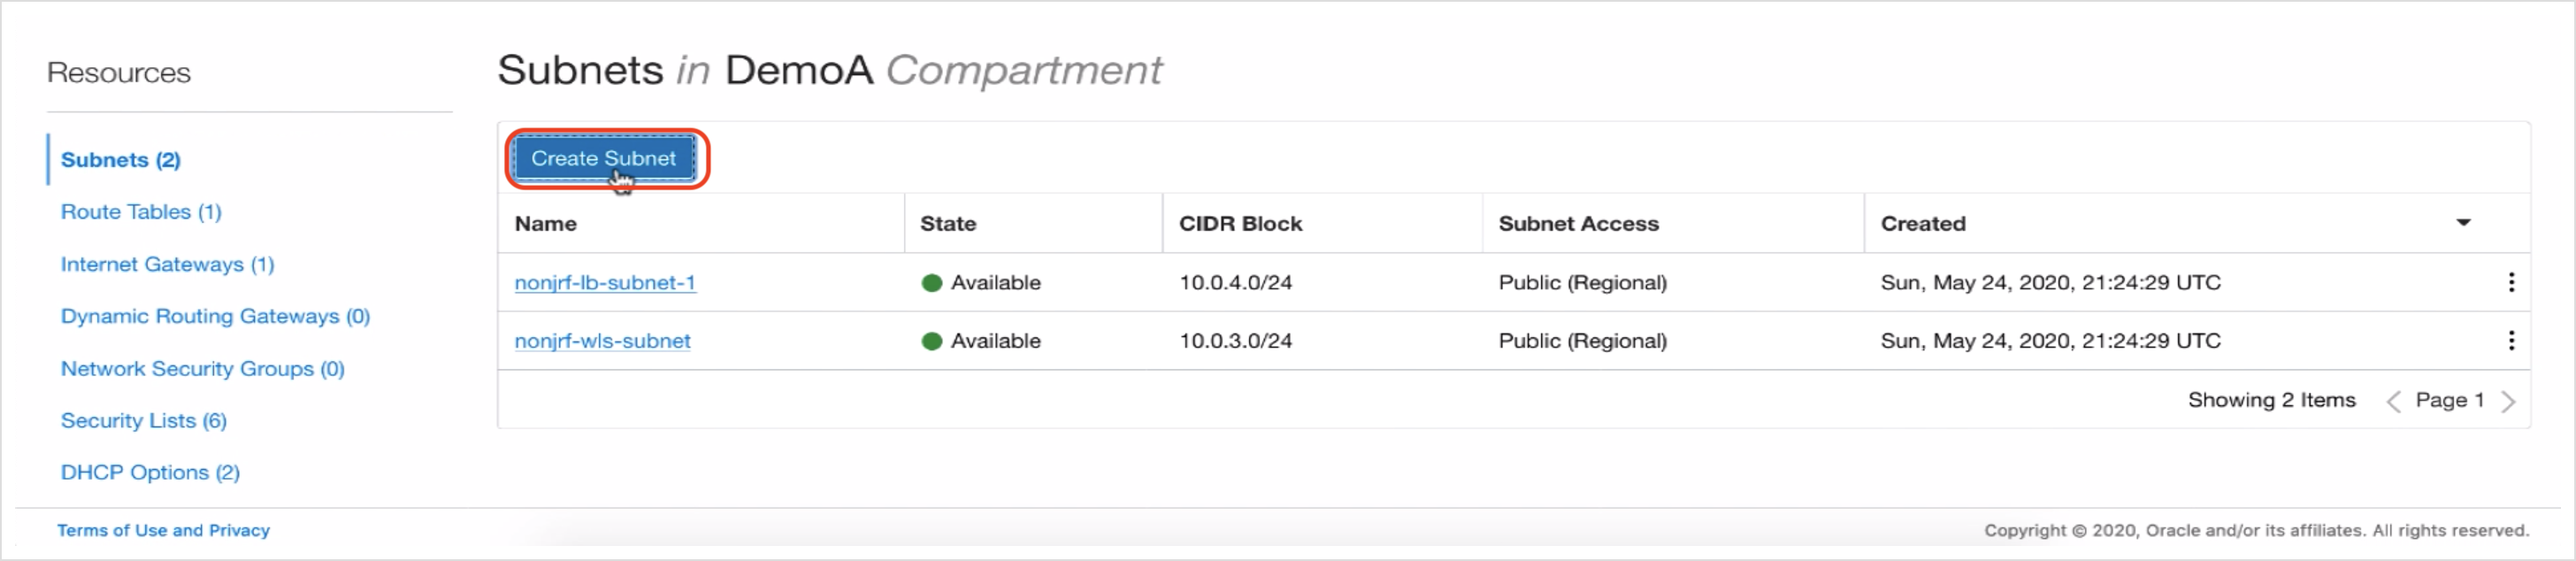 Resources
Subnets (2)
Route Tables (1)
Internet Gateways (1)
Dynamic Routing Gateways (0)
Network Security Groups (0)
Security Lists (6)
DHCP Options (2)
Subnets in DemoA Compartment
Create Subnet
Name State CIDR Block Subnet Access Created
nonjrf-lb-subnet-1 Available 10.0.4.0/24 Public (Regional) Sun, May 24, 2020, 21:24:29 UTC
nonjrf-wls-subnet Available 10.0.3.0/24 Public (Regional) Sun, May 24, 2020, 21:24:29 UTC
Showing 2 Items Page 1
Terms of Use and Privacy
Copyright © 2020, Oracle and/or its affiliates. All rights reserved.